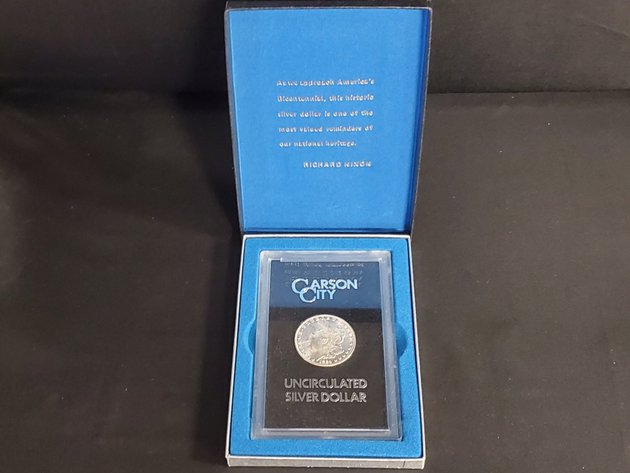 As we approach America's
Bicentennial, this historic
silver dollar is one of the
most valued reminders of
our national heritage.
RICHARD NIXON
CARSON
CITY
UNCIRCULATED
SILVER DOLLAR